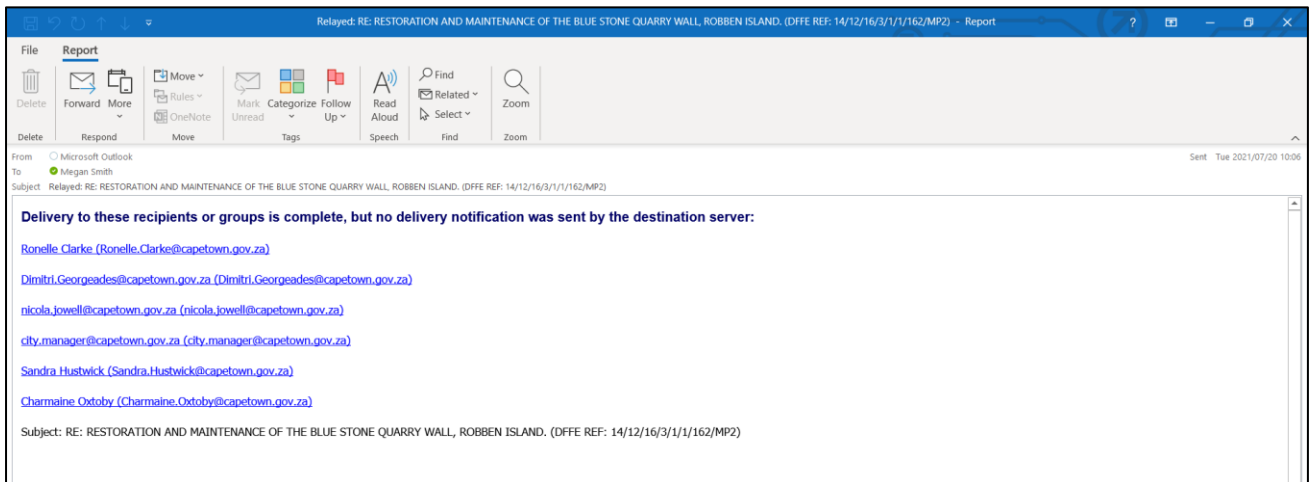 Relayed: RE: RESTORATION AND MAINTENANCE OF THE BLUE STONE QUARRY WALL, ROBBEN ISLAND. (DFFE REF: 14/12/16/3/1/1/162/MP2) - Report
File Report
Delete
Forward
More
Move
Rules
OneNote
Mark Unread
Categorize
Follow Up
Read Aloud
Find
Related
Select
Zoom
Delete Respond Move Tags Speech Find Zoom
From Microsoft Outlook Sent Tue 2021/07/20 10:06
To Megan Smith
Subject Relayed: RE: RESTORATION AND MAINTENANCE OF THE BLUE STONE QUARRY WALL, ROBBEN ISLAND. (DFFE REF: 14/12/16/3/1/1/162/MP2)
Delivery to these recipients or groups is complete, but no delivery notification was sent by the destination server:
Ronelle Clarke (Ronelle.Clarke@capetown.gov.za)
Dimitri.Georgeades@capetown.gov.za (Dimitri.Georgeades@capetown.gov.za)
nicola.jowell@capetown.gov.za (nicola.jowell@capetown.gov.za)
city.manager@capetown.gov.za (city.manager@capetown.gov.za)
Sandra Hustwick (Sandra.Hustwick@capetown.gov.za)
Charmaine Oxtoby (Charmaine.Oxtoby@capetown.gov.za)
Subject: RE: RESTORATION AND MAINTENANCE OF THE BLUE STONE QUARRY WALL, ROBBEN ISLAND. (DFFE REF: 14/12/16/3/1/1/162/MP2)